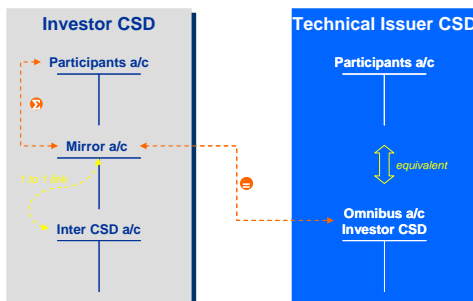 Investor CSD
Participants a/c
Σ
Mirror a/c
Inter CSD a/c
Technical Issuer CSD
Participants a/c
equivalent
=
Omnibus a/c
Investor CSD